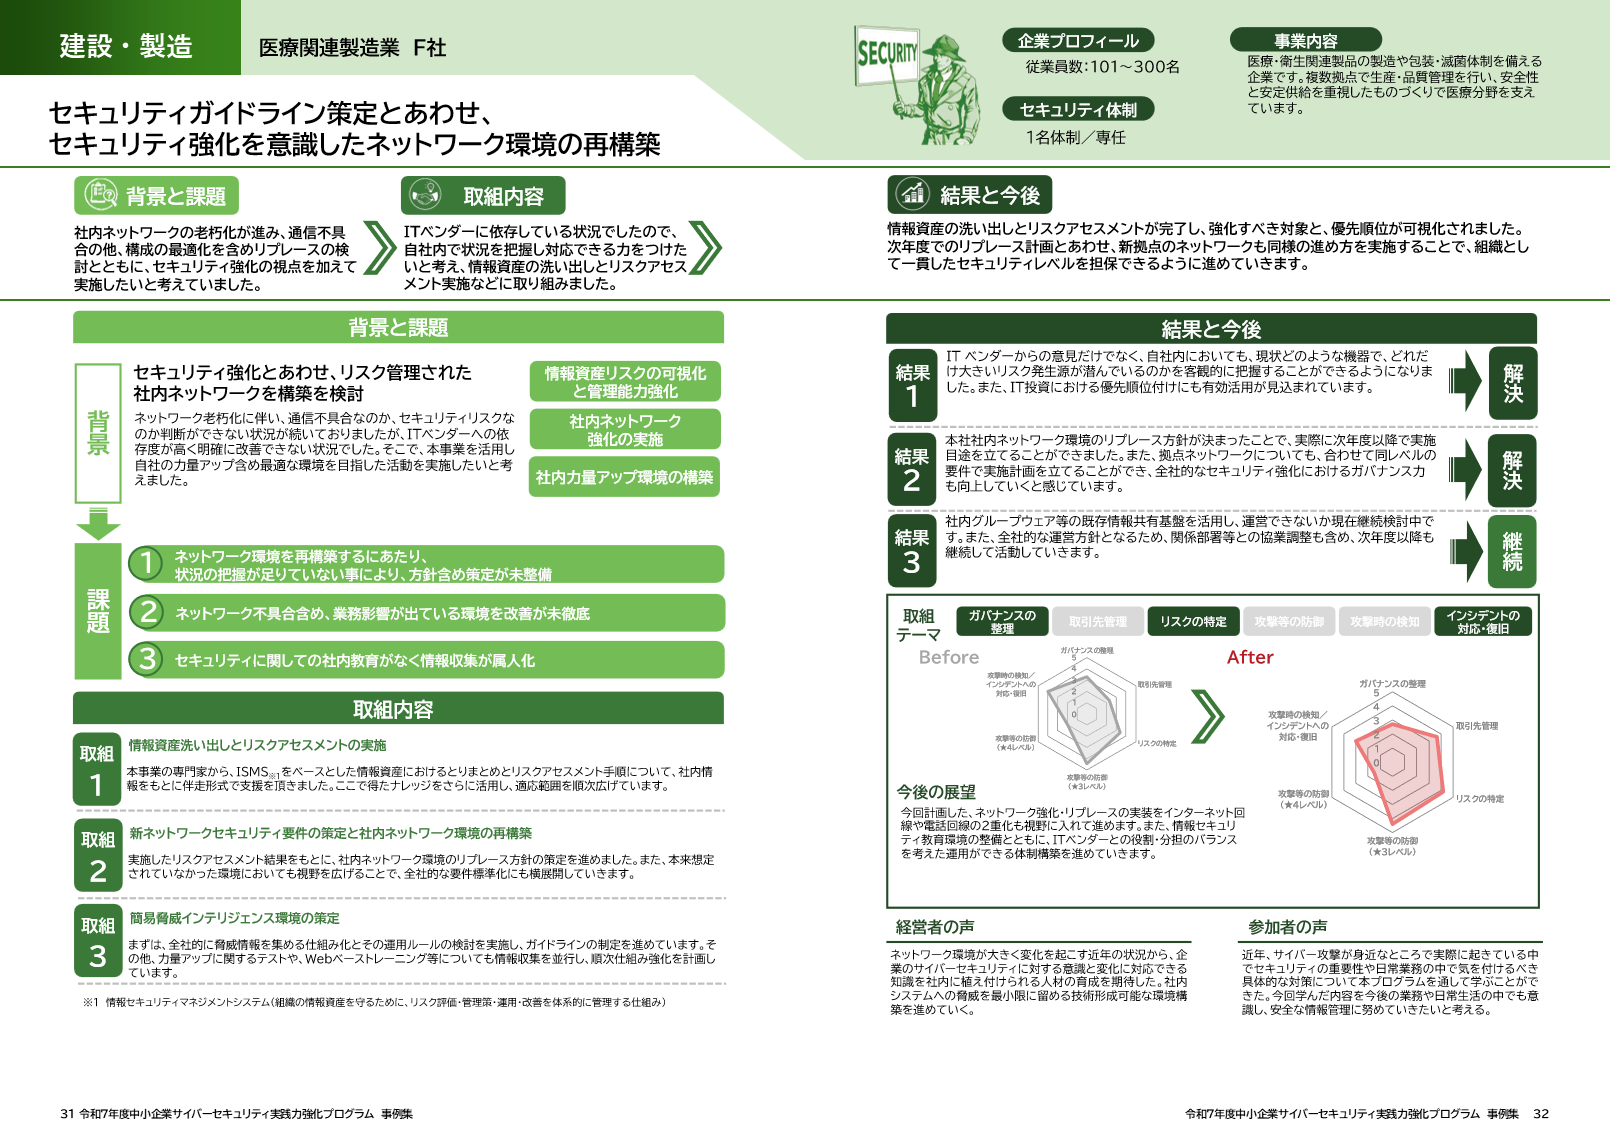 建設・製造
医療関連製造業 F社
セキュリティガイドライン策定とあわせ、
セキュリティ強化を意識したネットワーク環境の再構築
SECURITY
企業プロフィール
従業員数：101～300名
セキュリティ体制
1名体制／専任
事業内容
医療・衛生関連製品の製造や包装・滅菌体制を備える
企業です。複数拠点で生産・品質管理を行い、安全性
と安定供給を重視したものづくりで医療分野を支え
ています。
背景と課題
社内ネットワークの老朽化が進み、通信不具
合の他、構成の最適化を含めリプレースの検
討とともに、セキュリティ強化の視点を加えて
実施したいと考えていました。
取組内容
ITベンダーに依存している状況でしたので、
自社内で状況を把握し対応できる力をつけた
いと考え、情報資産の洗い出しとリスクアセス
メント実施などに取り組みました。
結果と今後
情報資産の洗い出しとリスクアセスメントが完了し、強化すべき対象と、優先順位が可視化されました。
次年度でのリプレース計画とあわせ、新拠点のネットワークも同様の進め方を実施することで、組織とし
て一貫したセキュリティレベルを担保できるように進めていきます。
背景と課題
背景
セキュリティ強化とあわせ、リスク管理された
社内ネットワークを構築を検討
ネットワーク老朽化に伴い、通信不具合なのか、セキュリティリスクな
のか判断ができない状況が続いておりましたが、ITベンダーへの依
存度が高く明確に改善できない状況でした。そこで、本事業を活用し
自社の力量アップ含め最適な環境を目指した活動を実施したいと考
えました。
情報資産リスクの可視化
と管理能力強化
社内ネットワーク
強化の実施
社内力量アップ環境の構築
課題
1
ネットワーク環境を再構築するにあたり、
状況の把握が足りていない事により、方針含め策定が未整備
2
ネットワーク不具合含め、業務影響が出ている環境を改善が未徹底
3
セキュリティに関しての社内教育がなく情報収集が属人化
取組内容
取組
1
情報資産洗い出しとリスクアセスメントの実施
本事業の専門家から、ISMS※1をベースとした情報資産におけるとりまとめとリスクアセスメント手順について、社内情
報をもとに伴走形式で支援を頂きました。ここで得たナレッジをさらに活用し、適応範囲を順次広げています。
取組
2
新ネットワークセキュリティ要件の策定と社内ネットワーク環境の再構築
実施したリスクアセスメント結果をもとに、社内ネットワーク環境のリプレース方針の策定を進めました。また、本来想定
されていなかった環境においても視野を広げることで、全社的な要件標準化にも横展開していきます。
取組
3
簡易脅威インテリジェンス環境の策定
まずは、全社的に脅威情報を集める仕組み化とその運用ルールの検討を実施し、ガイドラインの制定を進めています。そ
の他、力量アップに関するテストや、Webベーストレーニング等についても情報収集を並行し、順次仕組み強化を計画し
ています。
※1 情報セキュリティマネジメントシステム（組織の情報資産を守るために、リスク評価・管理策・運用・改善を体系的に管理する仕組み）
結果と今後
結果
1
IT ベンダーからの意見だけでなく、自社内においても、現状どのような機器で、どれだ
け大きいリスク発生源が潜んでいるのかを客観的に把握することができるようになりま
した。また、IT投資における優先順位付けにも有効活用が見込まれています。
解決
結果
2
本社社内ネットワーク環境のリプレース方針が決まったことで、実際に次年度以降で実施
目途を立てることができました。また、拠点ネットワークについても、合わせて同レベルの
要件で実施計画を立てることができ、全社的なセキュリティ強化におけるガバナンス力
も向上していくと感じています。
解決
結果
3
社内グループウェア等の既存情報共有基盤を活用し、運営できないか現在継続検討中で
す。また、全社的な運営方針となるため、関係部署等との協業調整も含め、次年度以降も
継続して活動していきます。
継続
取組
テーマ
ガバナンスの
整理
取引先管理
リスクの特定
攻撃等の防御
攻撃時の検知
インシデントの
対応・復旧
Before
ガバナンスの整理
5
4
3
2
1
0
取引先管理
リスクの特定
攻撃等の防御
（★3レベル）
攻撃等の防御
（★4レベル）
攻撃時の検知／
インシデントへの
対応・復旧
After
ガバナンスの整理
5
4
3
2
1
0
取引先管理
リスクの特定
攻撃等の防御
（★3レベル）
攻撃等の防御
（★4レベル）
攻撃時の検知／
インシデントへの
対応・復旧
今後の展望
今回計画した、ネットワーク強化・リプレースの実装をインターネット回
線や電話回線の2重化も視野に入れて進めます。また、情報セキュリ
ティ教育環境の整備とともに、ITベンダーとの役割・分担のバランス
を考えた運用ができる体制構築を進めていきます。
経営者の声
ネットワーク環境が大きく変化を起こす近年の状況から、企
業のサイバーセキュリティに対する意識と変化に対応できる
知識を社内に植え付けられる人材の育成を期待した。社内
システムへの脅威を最小限に留める技術形成可能な環境構
築を進めていく。
参加者の声
近年、サイバー攻撃が身近なところで実際に起きている中
でセキュリティの重要性や日常業務の中で気を付けるべき
具体的な対策について本プログラムを通して学ぶことがで
きた。今回学んだ内容を今後の業務や日常生活の中でも意
識し、安全な情報管理に努めていきたいと考える。
31 令和7年度中小企業サイバーセキュリティ実践力強化プログラム 事例集
令和7年度中小企業サイバーセキュリティ実践力強化プログラム 事例集 32